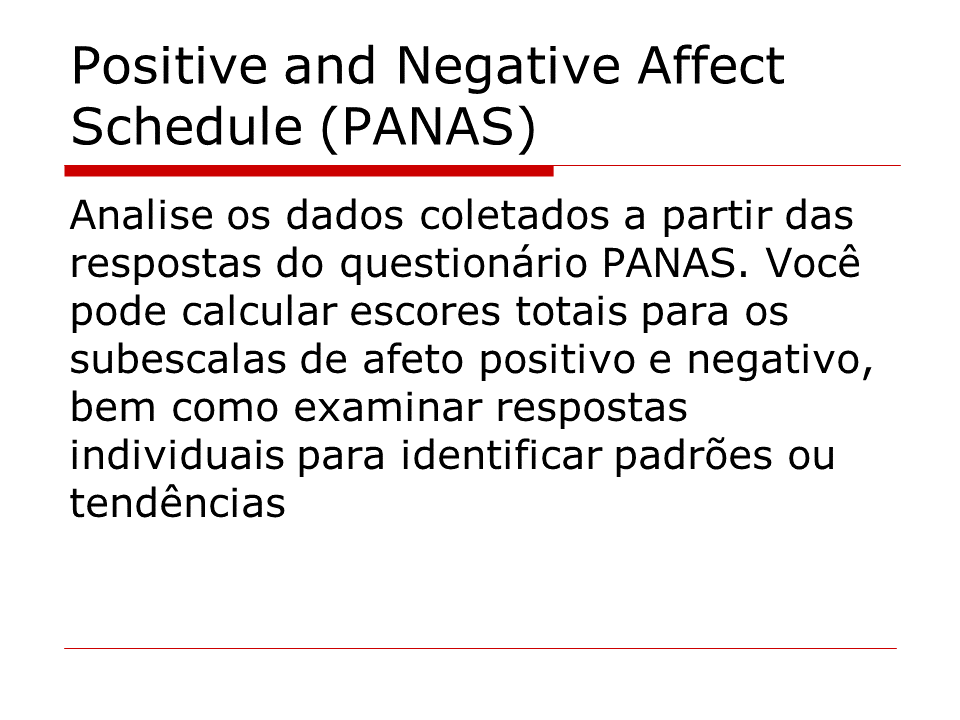 Positive and Negative Affect
Schedule (PANAS)
Analise os dados coletados a partir das
respostas do questionário PANAS. Você
pode calcular escores totais para os
subescalas de afeto positivo e negativo,
bem como examinar respostas
individuais para identificar padrões ou
tendências